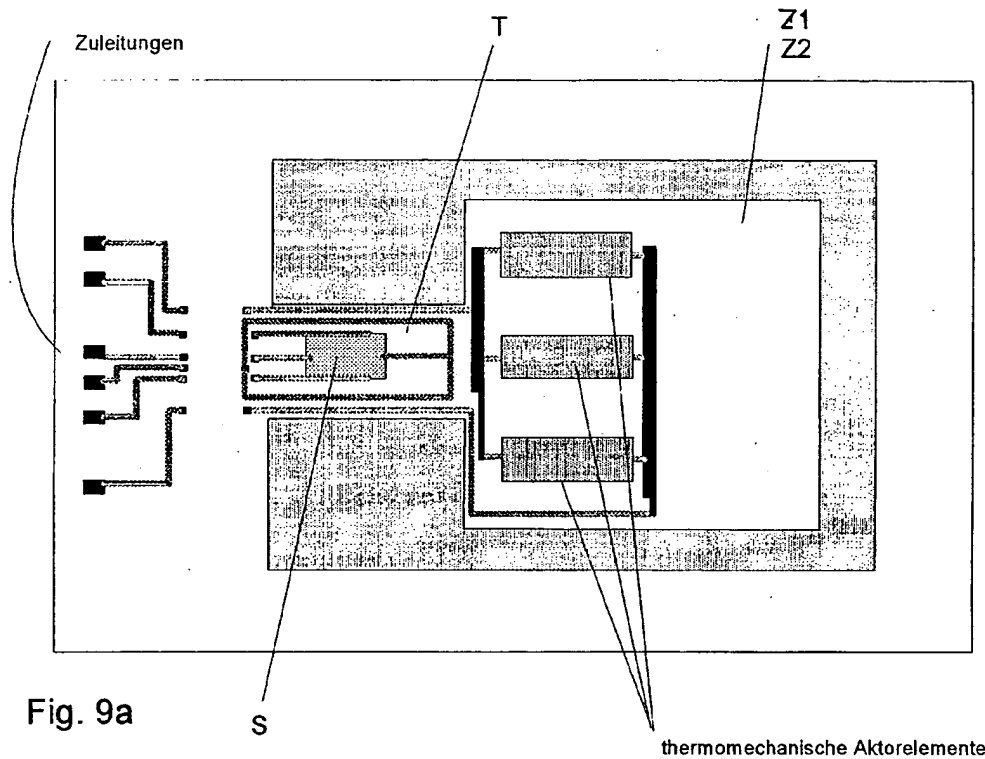 Zuleitungen
T
Z1
Z2
Fig. 9a
S
thermomechanische Aktorelemente